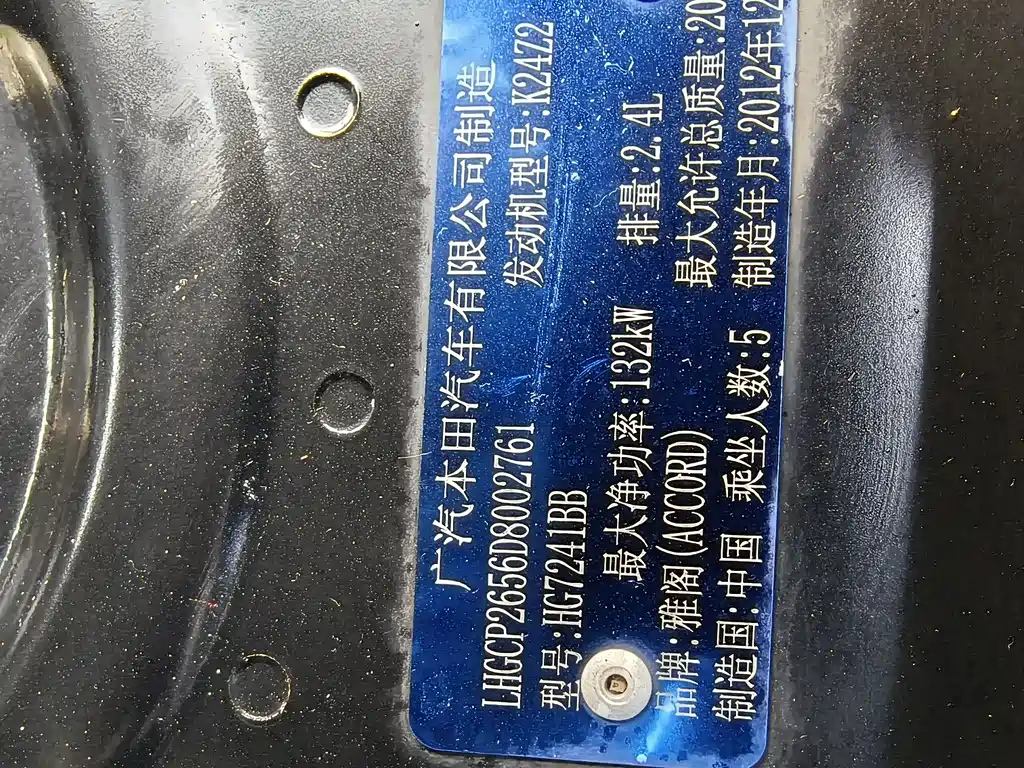 广汽本田汽车有限公司制造
LHGCP2656D8002761
型号:HG7241BB 发动机型号:K24Z2
最大净功率:132kW 排量:2.4L
品牌:雅阁(ACCORD) 最大允许总质量:20
制造国:中国 乘坐人数:5 制造年月:2012年12